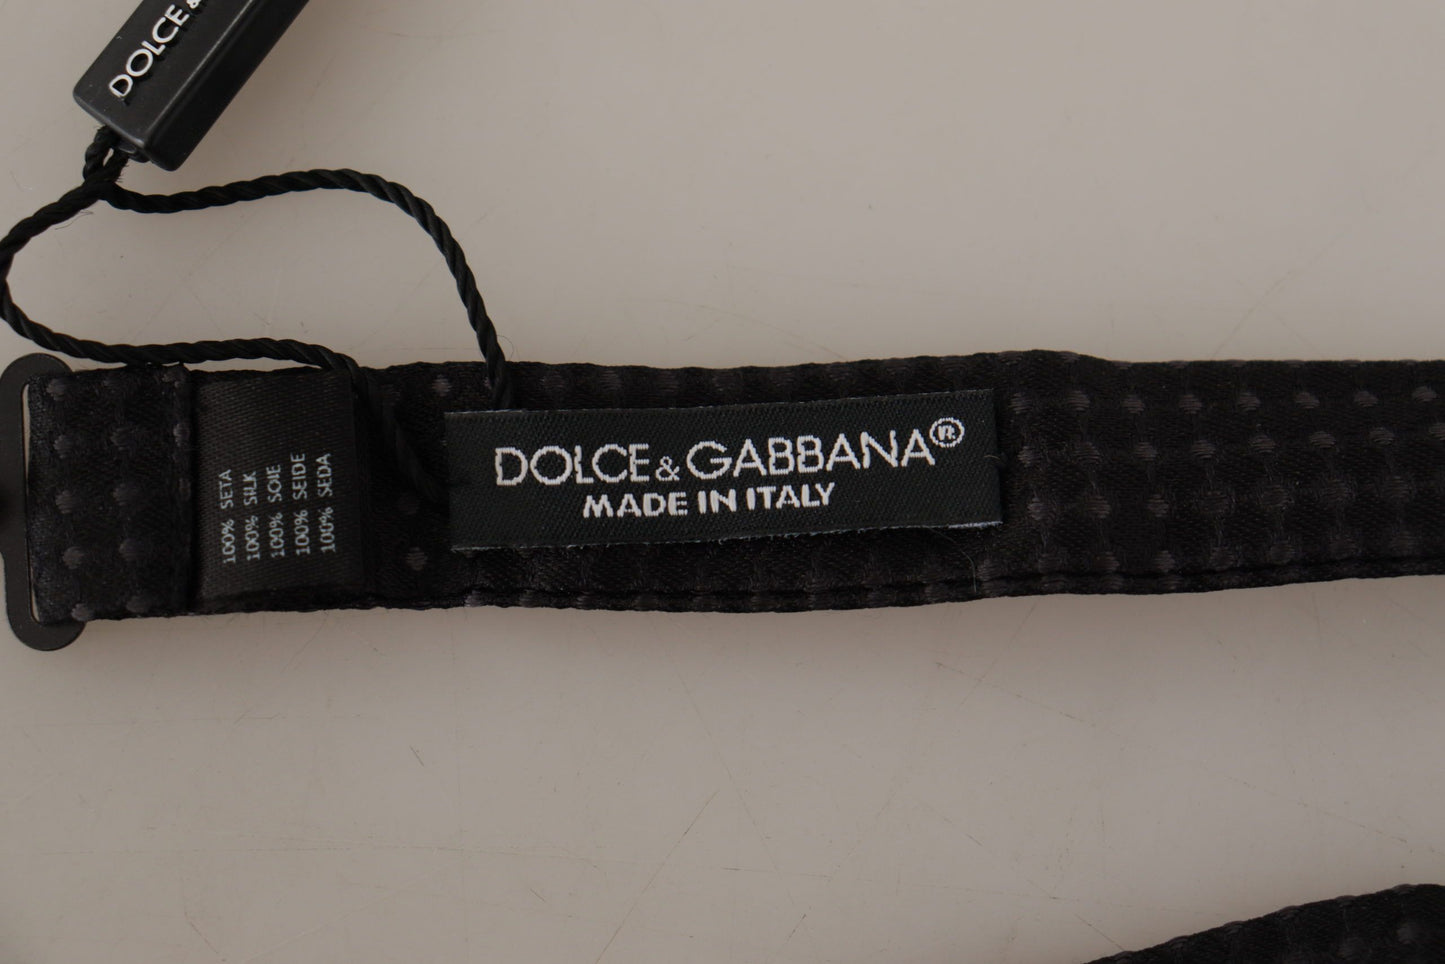 DOLCE &
DOLCE & GABBANA®
MADE IN ITALY
100% SETA
100% SILK
100% SOIE
100% SEIDE
100% SEDA